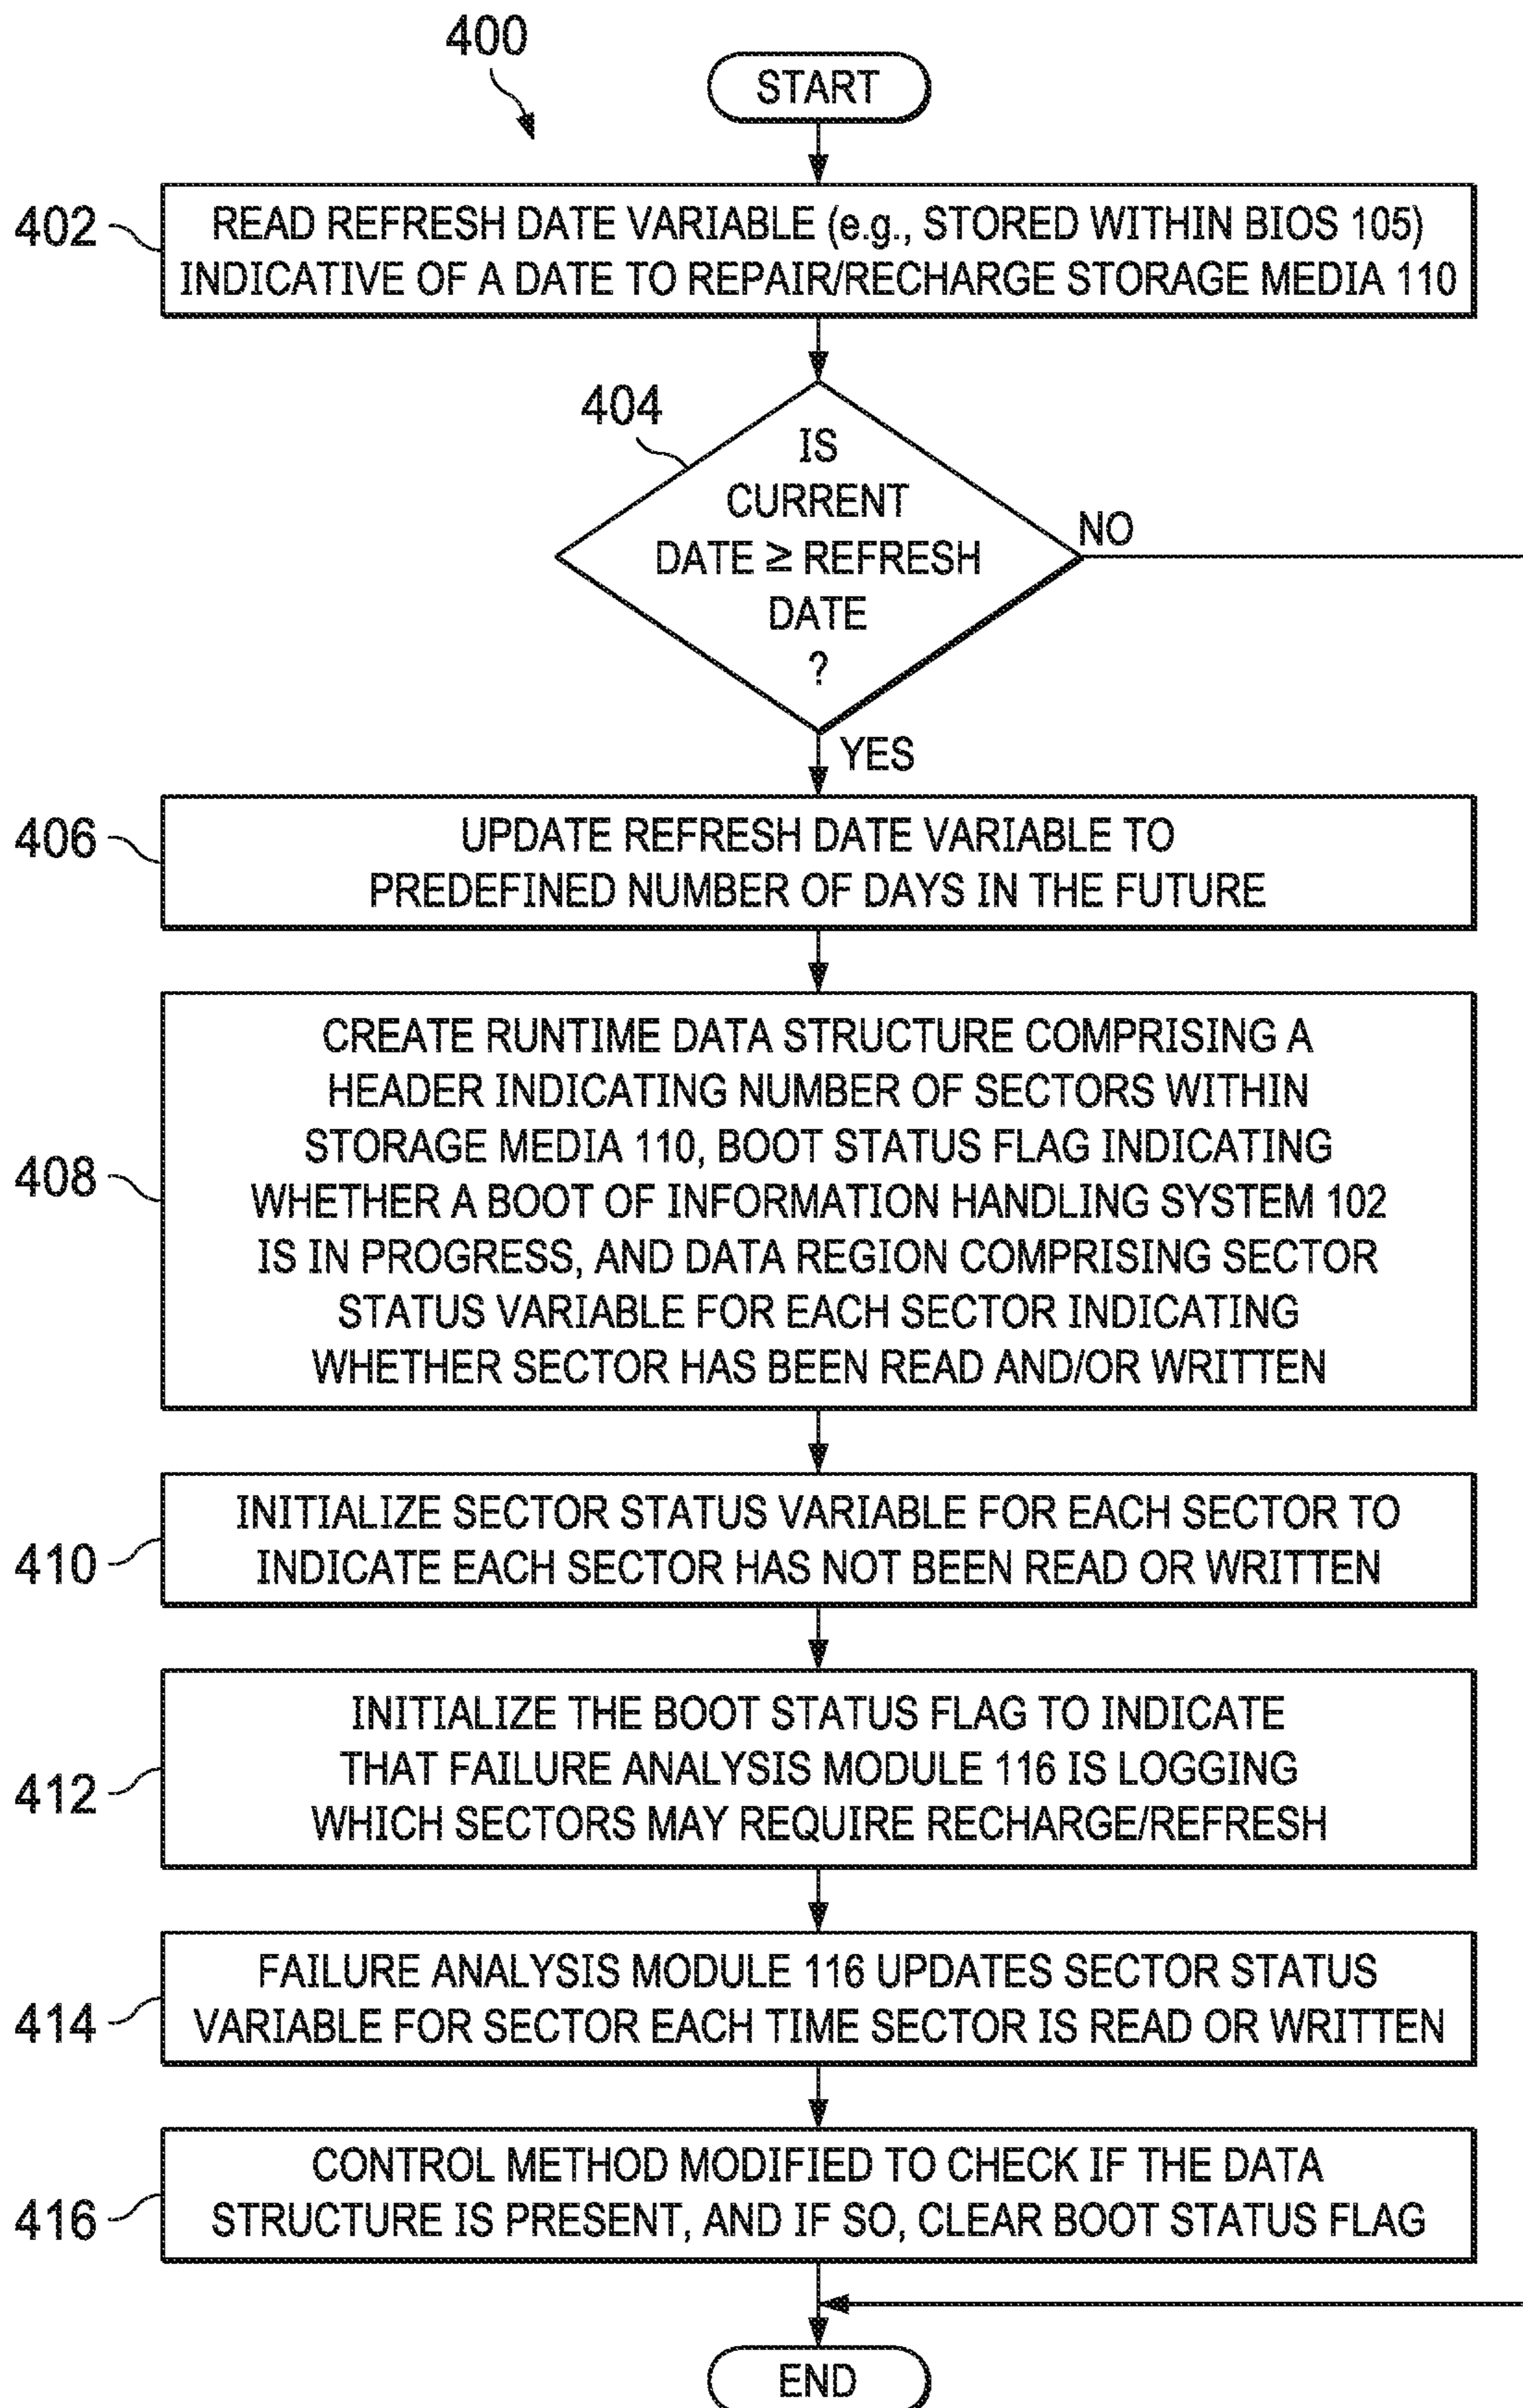 400
START
402
READ REFRESH DATE VARIABLE (e.g., STORED WITHIN BIOS 105)
INDICATIVE OF A DATE TO REPAIR/RECHARGE STORAGE MEDIA 110
404
IS
CURRENT
DATE ≥ REFRESH
DATE
?
NO
YES
406
UPDATE REFRESH DATE VARIABLE TO
PREDEFINED NUMBER OF DAYS IN THE FUTURE
408
CREATE RUNTIME DATA STRUCTURE COMPRISING A
HEADER INDICATING NUMBER OF SECTORS WITHIN
STORAGE MEDIA 110, BOOT STATUS FLAG INDICATING
WHETHER A BOOT OF INFORMATION HANDLING SYSTEM 102
IS IN PROGRESS, AND DATA REGION COMPRISING SECTOR
STATUS VARIABLE FOR EACH SECTOR INDICATING
WHETHER SECTOR HAS BEEN READ AND/OR WRITTEN
410
INITIALIZE SECTOR STATUS VARIABLE FOR EACH SECTOR TO
INDICATE EACH SECTOR HAS NOT BEEN READ OR WRITTEN
412
INITIALIZE THE BOOT STATUS FLAG TO INDICATE
THAT FAILURE ANALYSIS MODULE 116 IS LOGGING
WHICH SECTORS MAY REQUIRE RECHARGE/REFRESH
414
FAILURE ANALYSIS MODULE 116 UPDATES SECTOR STATUS
VARIABLE FOR SECTOR EACH TIME SECTOR IS READ OR WRITTEN
416
CONTROL METHOD MODIFIED TO CHECK IF THE DATA
STRUCTURE IS PRESENT, AND IF SO, CLEAR BOOT STATUS FLAG
END